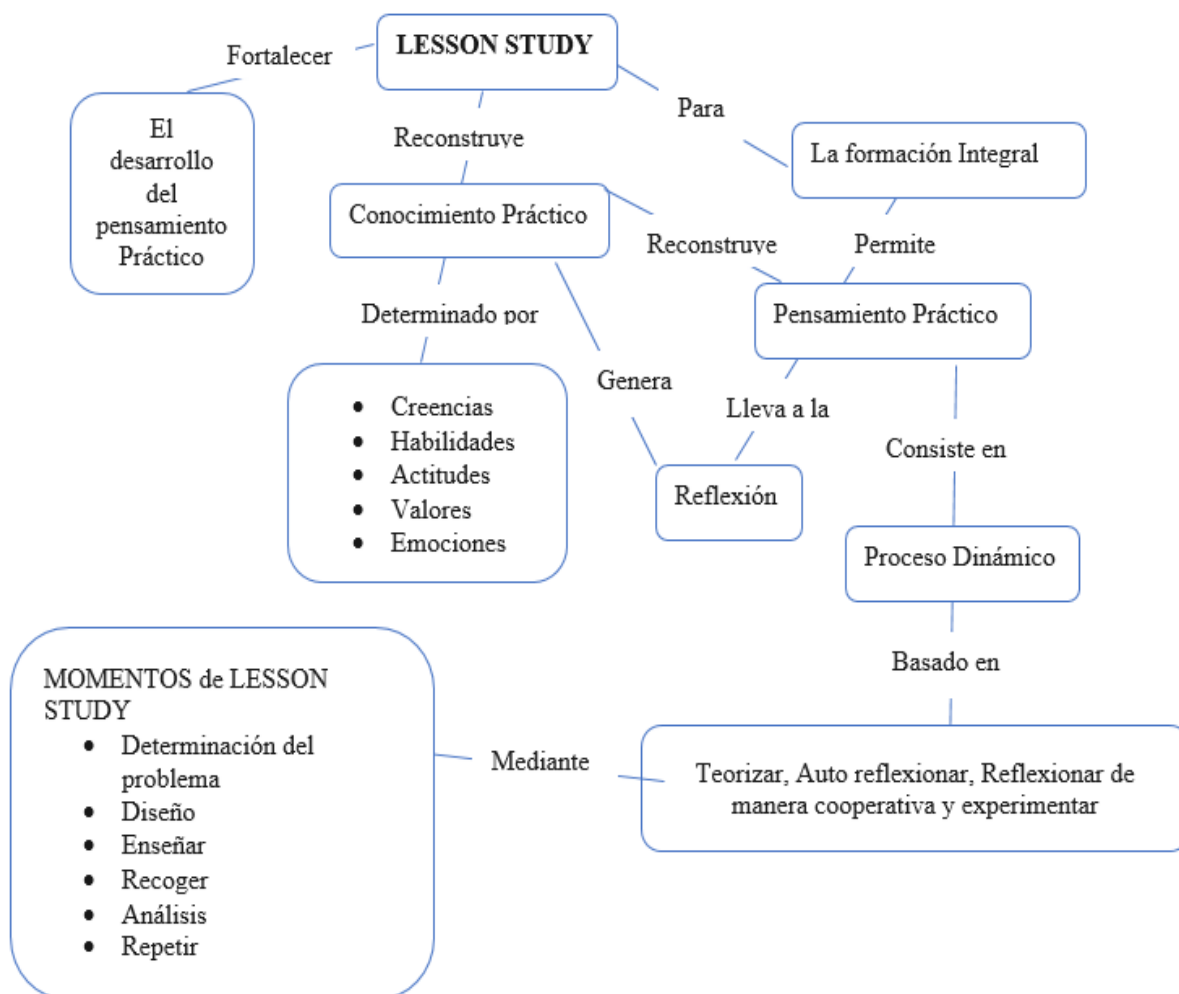 LESSON STUDY
Fortalecer
El
desarrollo
del
pensamiento
Práctico
Reconstruye
Para
La formación Integral
Conocimiento Práctico
Reconstruye
Permite
Determinado por
Pensamiento Práctico
• Creencias
• Habilidades
• Actitudes
• Valores
• Emociones
Genera
Lleva a la
Consiste en
Reflexión
Proceso Dinámico
Basado en
MOMENTOS de LESSON
STUDY
• Determinación del
problema
• Diseño
• Enseñar
• Recoger
• Análisis
• Repetir
Mediante
Teorizar, Auto reflexionar, Reflexionar de
manera cooperativa y experimentar